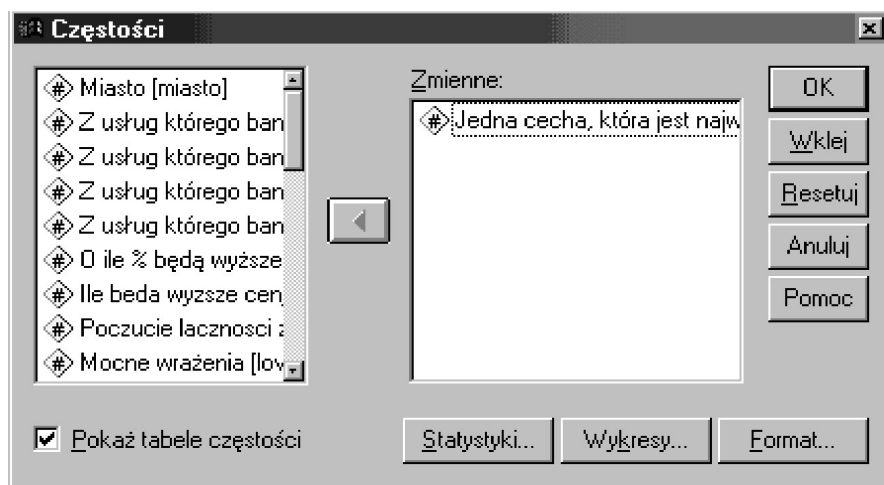 Częstości
Miasto [miasto]
Z usług którego ban
Z usług którego ban
Z usług którego ban
Z usług którego ban
O ile % będą wyższe
Ile beda wyzsze cen
Poczucie lacznosci z
Mocne wrażenia [lov
Zmienne:
Jedna cecha, która jest najw
OK
Wklej
Resetuj
Anuluj
Pomoc
Pokaż tabele częstości
Statystyki...
Wykresy...
Format...